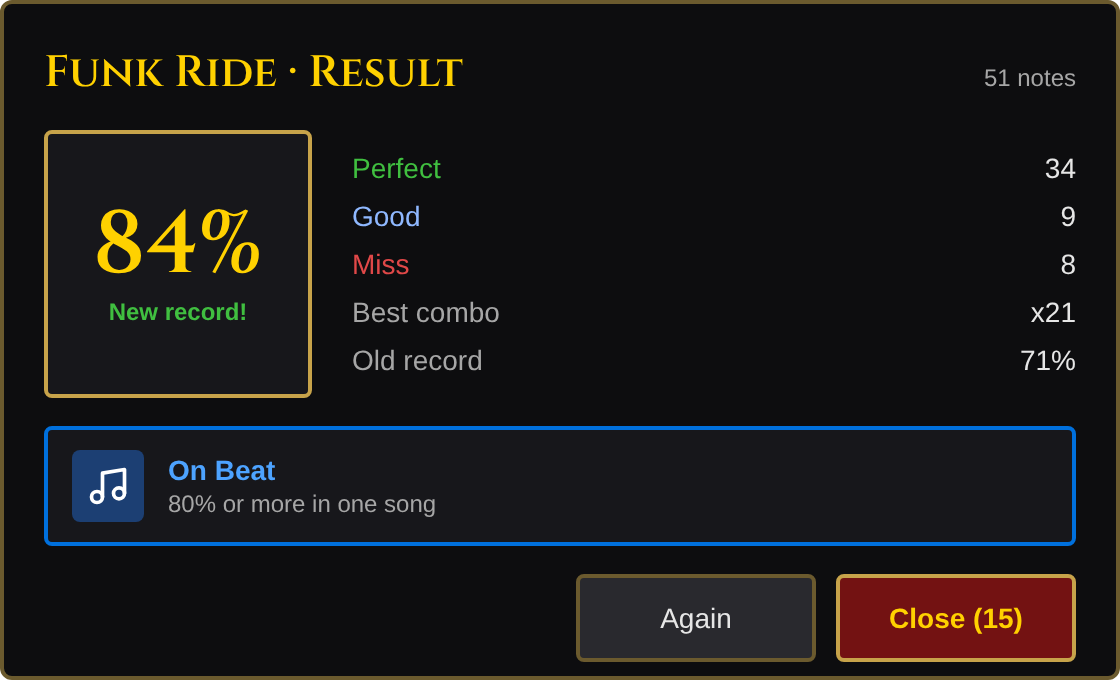 Funk Ride · Result
51 notes
84%
New record!
Perfect 34
Good 9
Miss 8
Best combo x21
Old record 71%
On Beat
80% or more in one song
Again
Close (15)